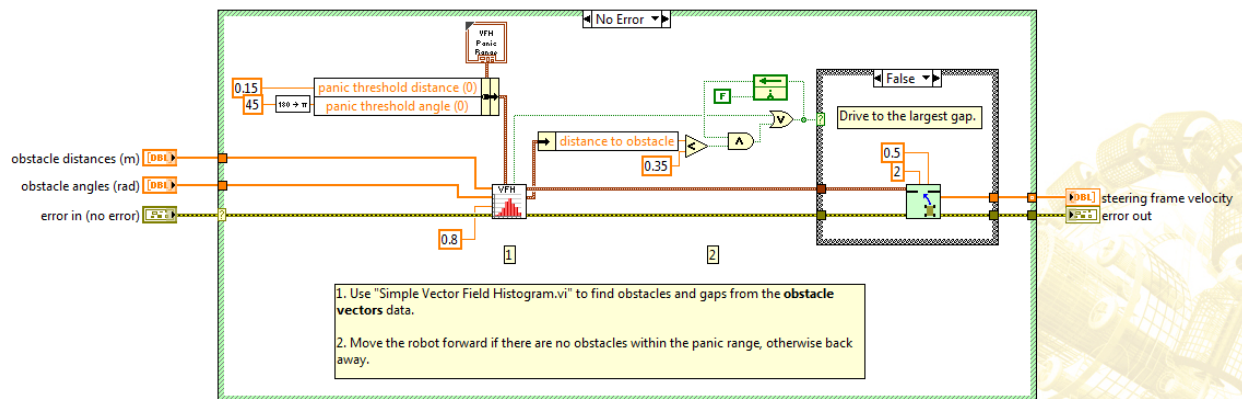 No Error
VFH
Panic
Range
0.15
panic threshold distance (0)
45
180 → π
panic threshold angle (0)
F
False
Drive to the largest gap.
distance to obstacle
<
Λ
V
?
0.35
0.5
2
obstacle distances (m)
DBL
obstacle angles (rad)
DBL
VFH
DBL
steering frame velocity
error in (no error)
?
error out
0.8
1
2
1. Use "Simple Vector Field Histogram.vi" to find obstacles and gaps from the obstacle
vectors data.
2. Move the robot forward if there are no obstacles within the panic range, otherwise back
away.